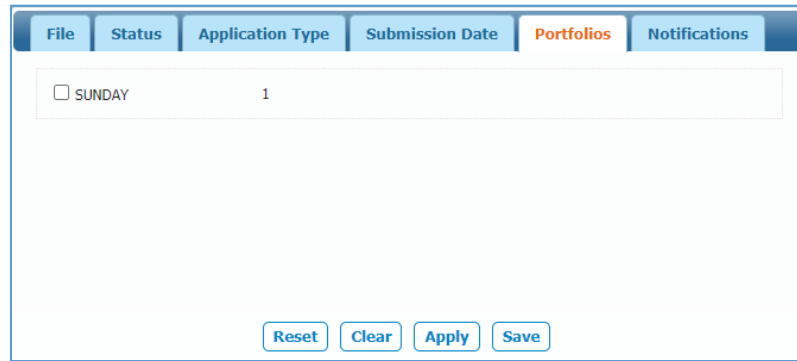 File Status Application Type Submission Date Portfolios Notifications
SUNDAY 1
Reset Clear Apply Save